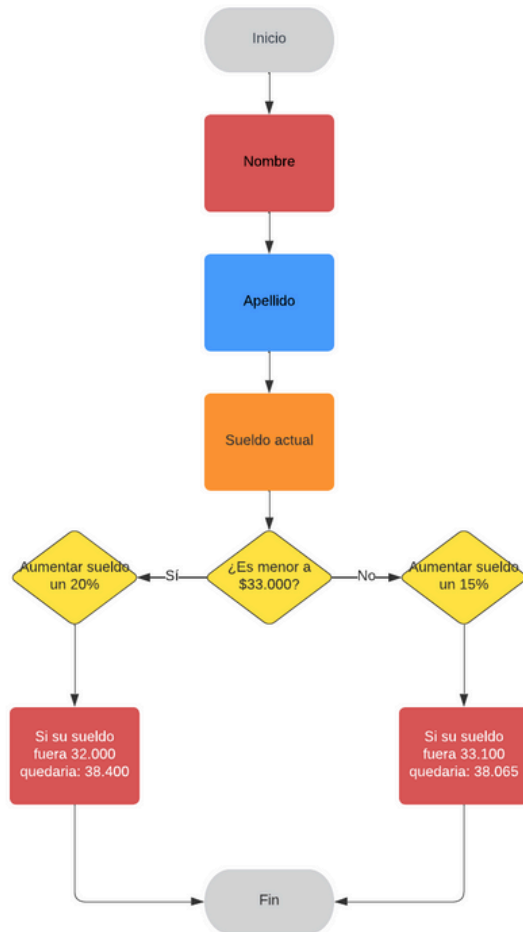 Inicio
Nombre
Apellido
Sueldo actual
¿Es menor a
$33.000?
Sí
No
Aumentar sueldo
un 20%
Aumentar sueldo
un 15%
Si su sueldo
fuera 32.000
quedaria: 38.400
Si su sueldo
fuera 33.100
quedaria: 38.065
Fin